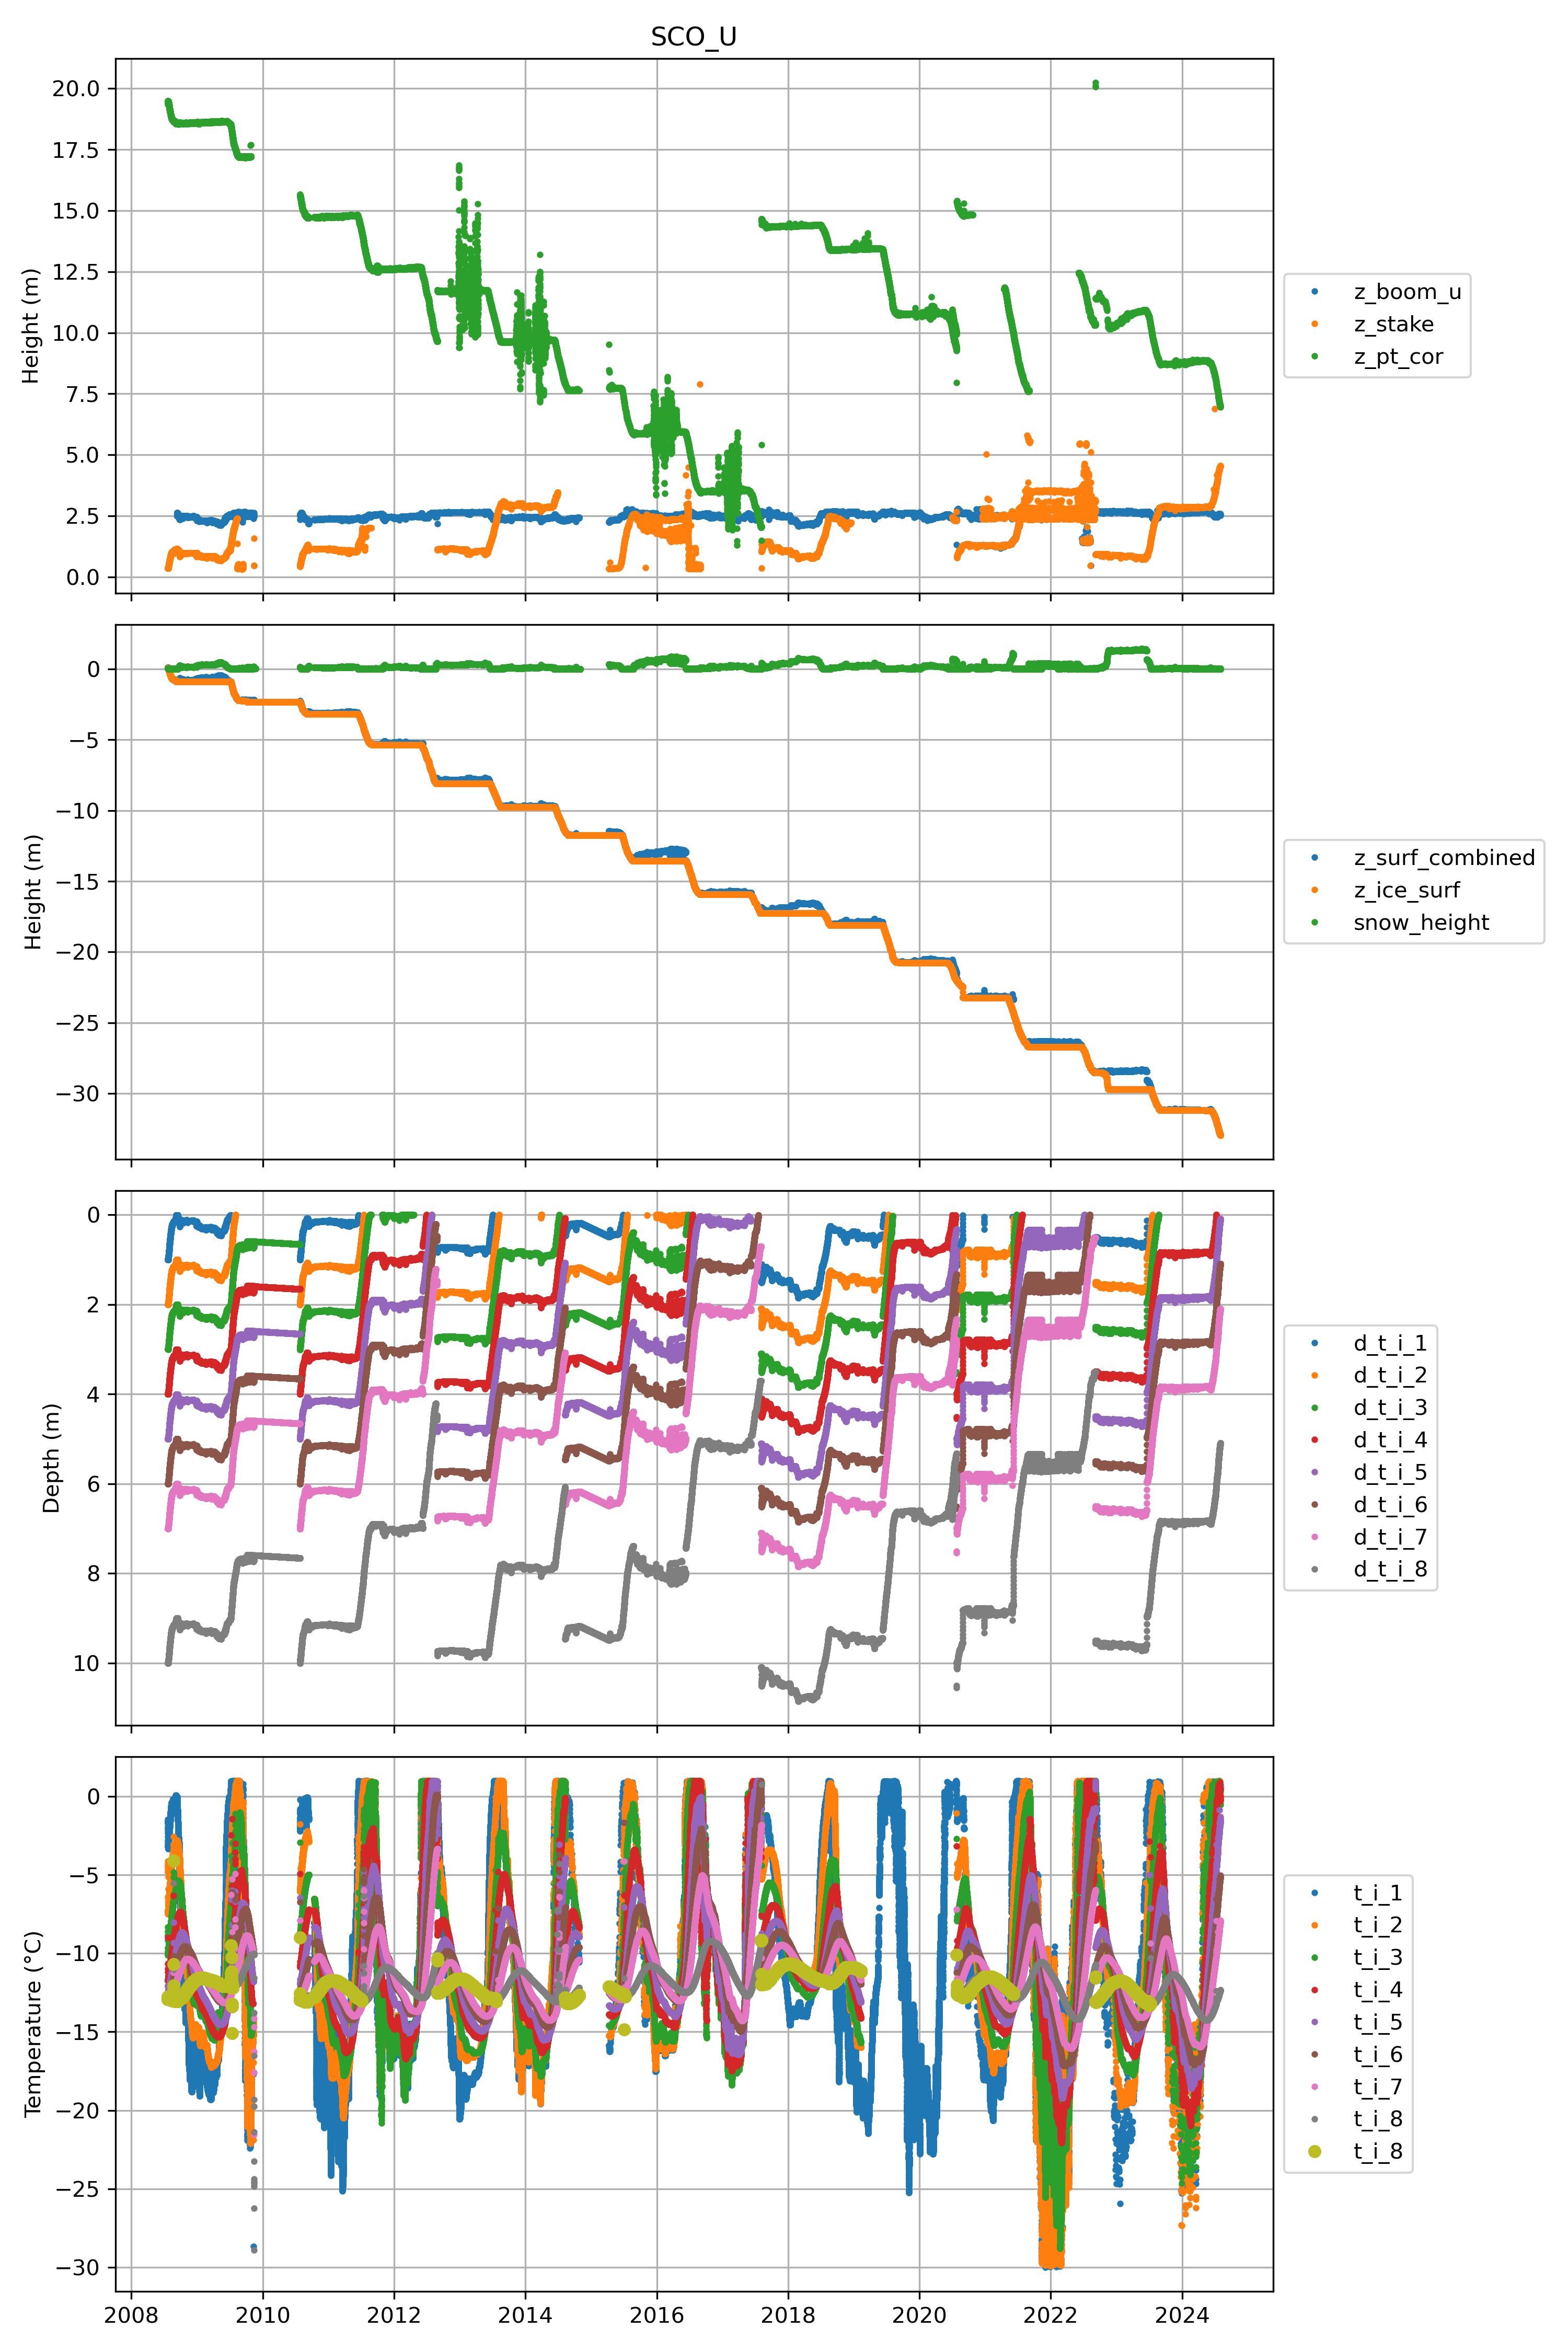 SCO_U
20.0
17.5
15.0
12.5
10.0
7.5
5.0
2.5
0.0
Height (m)
z_boom_u
z_stake
z_pt_cor
0
−5
−10
−15
−20
−25
−30
Height (m)
z_surf_combined
z_ice_surf
snow_height
0
2
4
6
8
10
Depth (m)
d_t_i_1
d_t_i_2
d_t_i_3
d_t_i_4
d_t_i_5
d_t_i_6
d_t_i_7
d_t_i_8
0
−5
−10
−15
−20
−25
−30
Temperature (°C)
t_i_1
t_i_2
t_i_3
t_i_4
t_i_5
t_i_6
t_i_7
t_i_8
t_i_8
2008 2010 2012 2014 2016 2018 2020 2022 2024